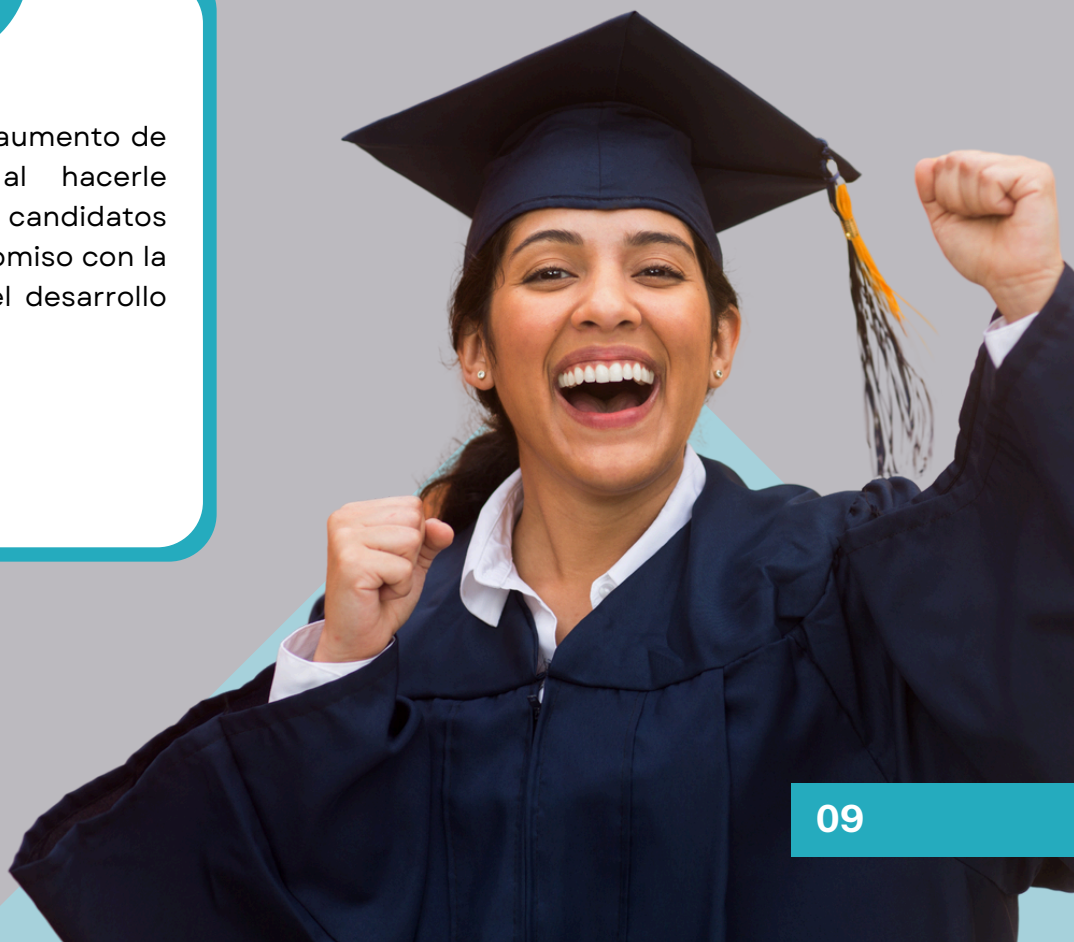 aumento de
al hacerle
candidatos
omiso con la
el desarrollo
09